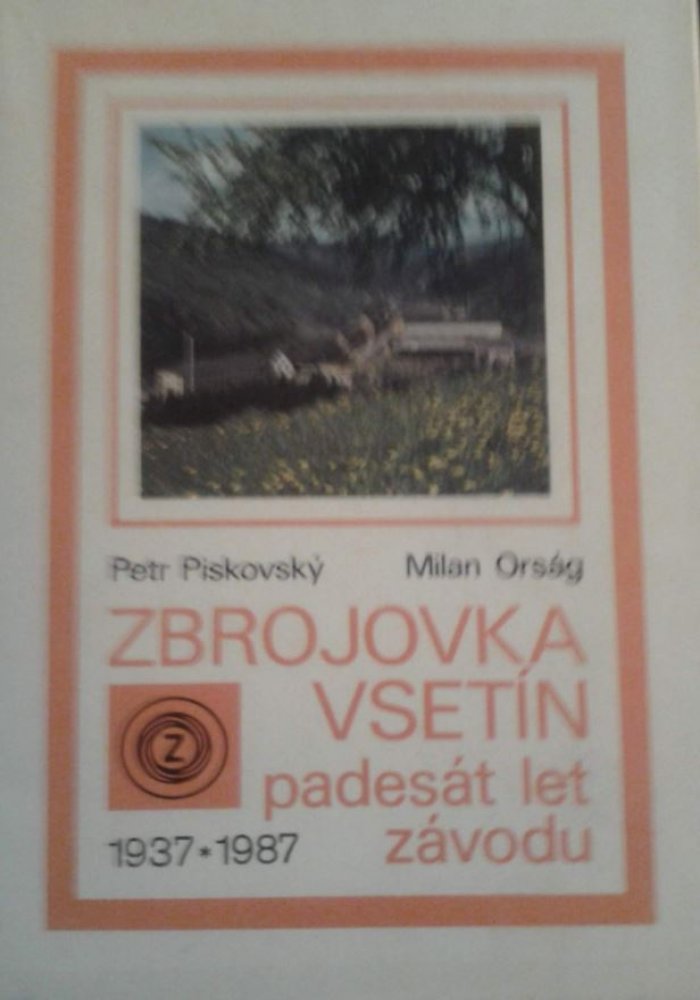 Petr Piskovský Milan Orság
ZBROJOVKA
VSETÍN
Z
padesát let
závodu
1937*1987